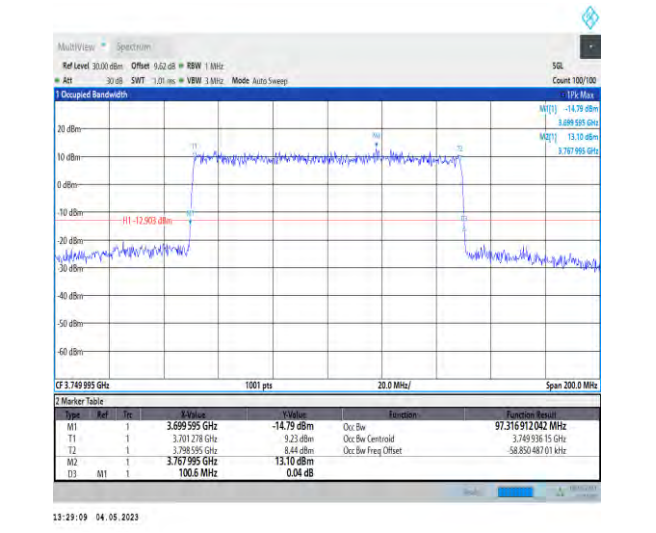 MultiView Spectrum
Ref Level 30.00 dBm Offset 9.62 dB RBW 1 MHz SGL
Att 30 dB SWT 1.01 ms VBW 3 MHz Mode Auto Sweep Count 100/100
1 Occupied Bandwidth 1Pk Max
M1[1] -14.79 dBm
3.699 595 GHz
M2[1] 13.10 dBm
3.767 995 GHz
20 dBm
M2
T1 T2
10 dBm
0 dBm
-10 dBm
M1
H1 -12.903 dBm
D3
-20 dBm
-30 dBm
-40 dBm
-50 dBm
-60 dBm
CF 3.749 995 GHz 1001 pts 20.0 MHz/ Span 200.0 MHz
2 Marker Table
Type Ref Trc X-Value Y-Value Function Function Result
M1 1 3.699 595 GHz -14.79 dBm Occ Bw 97.316 912 042 MHz
T1 1 3.701 278 GHz 9.23 dBm Occ Bw Centroid 3.749 936 15 GHz
T2 1 3.798 595 GHz 8.44 dBm Occ Bw Freq Offset -58.850 487 01 kHz
M2 1 3.767 995 GHz 13.10 dBm
D3 M1 1 100.6 MHz 0.04 dB
13:29:09 04.05.2023